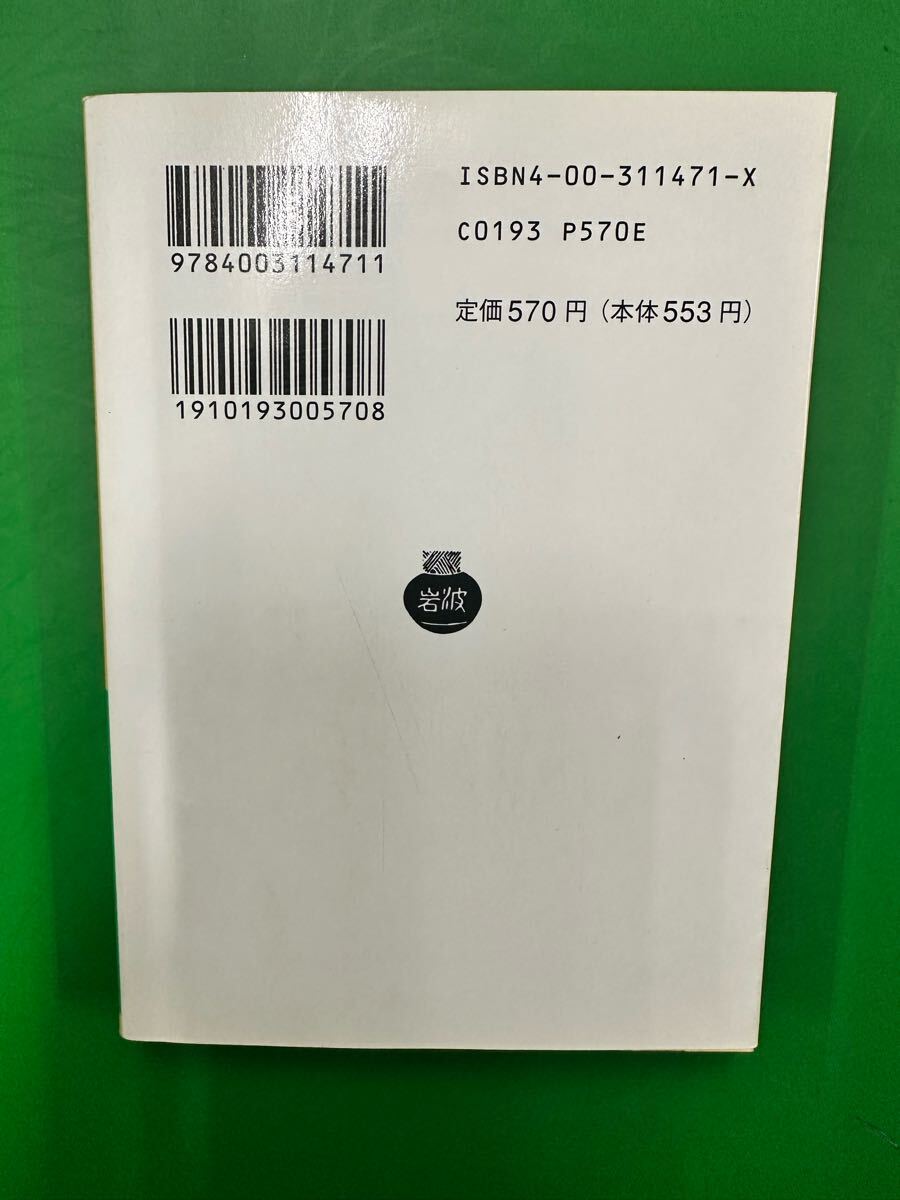 9784003114711
1910193005708
ISBN4-00-311471-X
C0193 P570E
定価570円（本体553円）
岩波